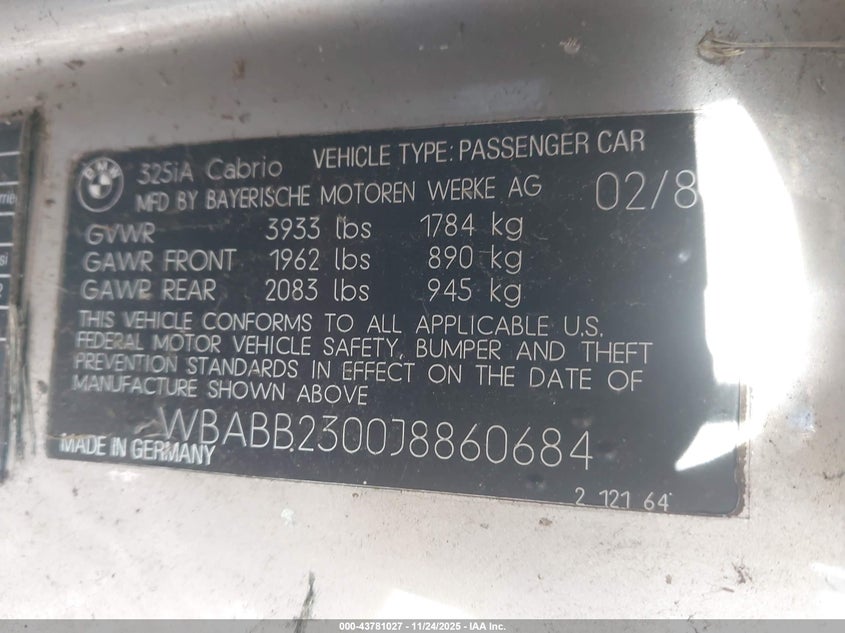 BMW
325iA Cabrio VEHICLE TYPE: PASSENGER CAR
MFD BY BAYERISCHE MOTOREN WERKE AG 02/8
GVWR 3933 lbs 1784 kg
GAWR FRONT 1962 lbs 890 kg
GAWR REAR 2083 lbs 945 kg
THIS VEHICLE CONFORMS TO ALL APPLICABLE U.S.
FEDERAL MOTOR VEHICLE SAFETY, BUMPER AND THEFT
PREVENTION STANDARDS IN EFFECT ON THE DATE OF
MANUFACTURE SHOWN ABOVE
WBABB2300J8860684
MADE IN GERMANY
2 121 64
000-43781027 - 11/24/2025 - IAA Inc.